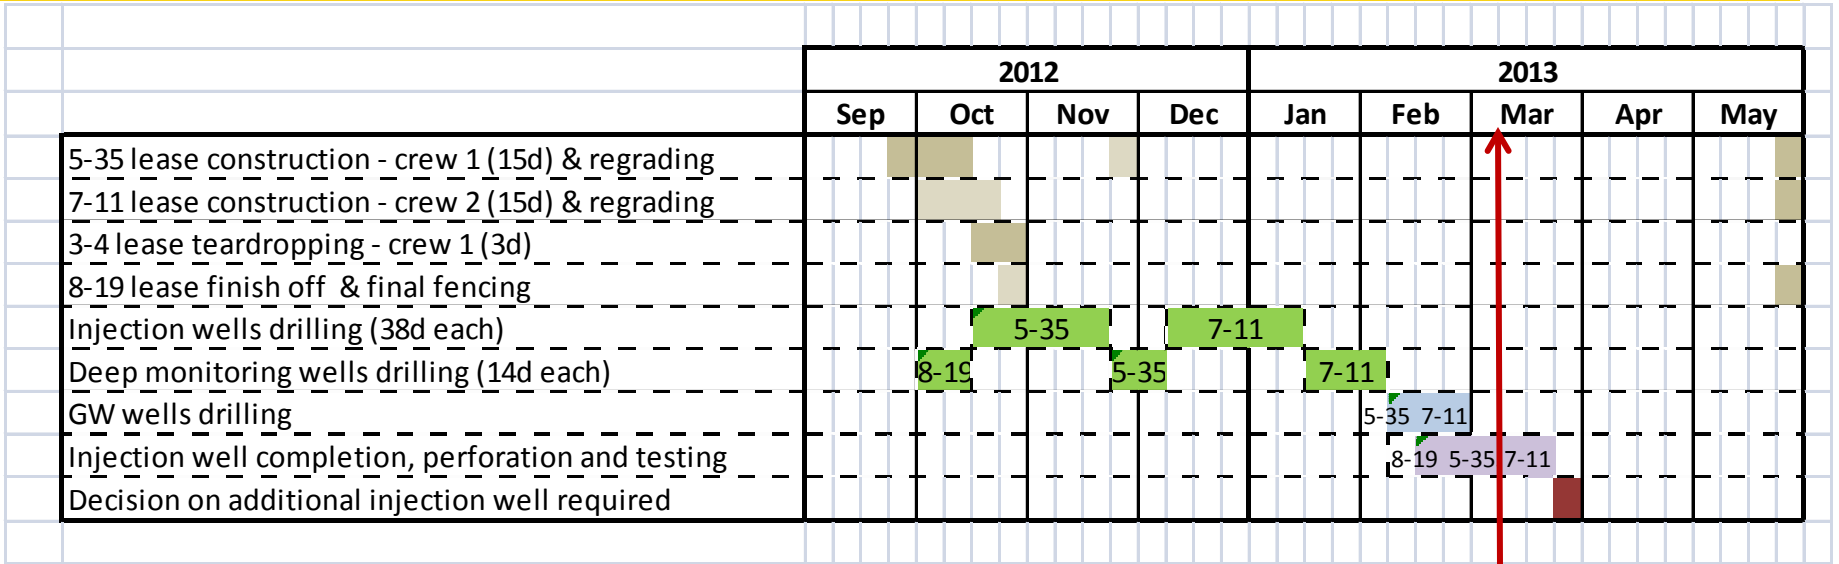 2012 2013
Sep Oct Nov Dec Jan Feb Mar Apr May
5-35 lease construction - crew 1 (15d) & regrading
7-11 lease construction - crew 2 (15d) & regrading
3-4 lease teardropping - crew 1 (3d)
8-19 lease finish off & final fencing
Injection wells drilling (38d each) 5-35 7-11
Deep monitoring wells drilling (14d each) 8-19 5-35 7-11
GW wells drilling 5-35 7-11
Injection well completion, perforation and testing 8-19 5-35 7-11
Decision on additional injection well required